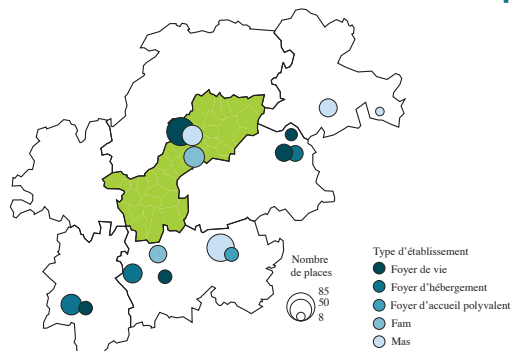 Nombre
de places
85
50
8
Type d'établissement
Foyer de vie
Foyer d'hébergement
Foyer d'accueil polyvalent
Fam
Mas